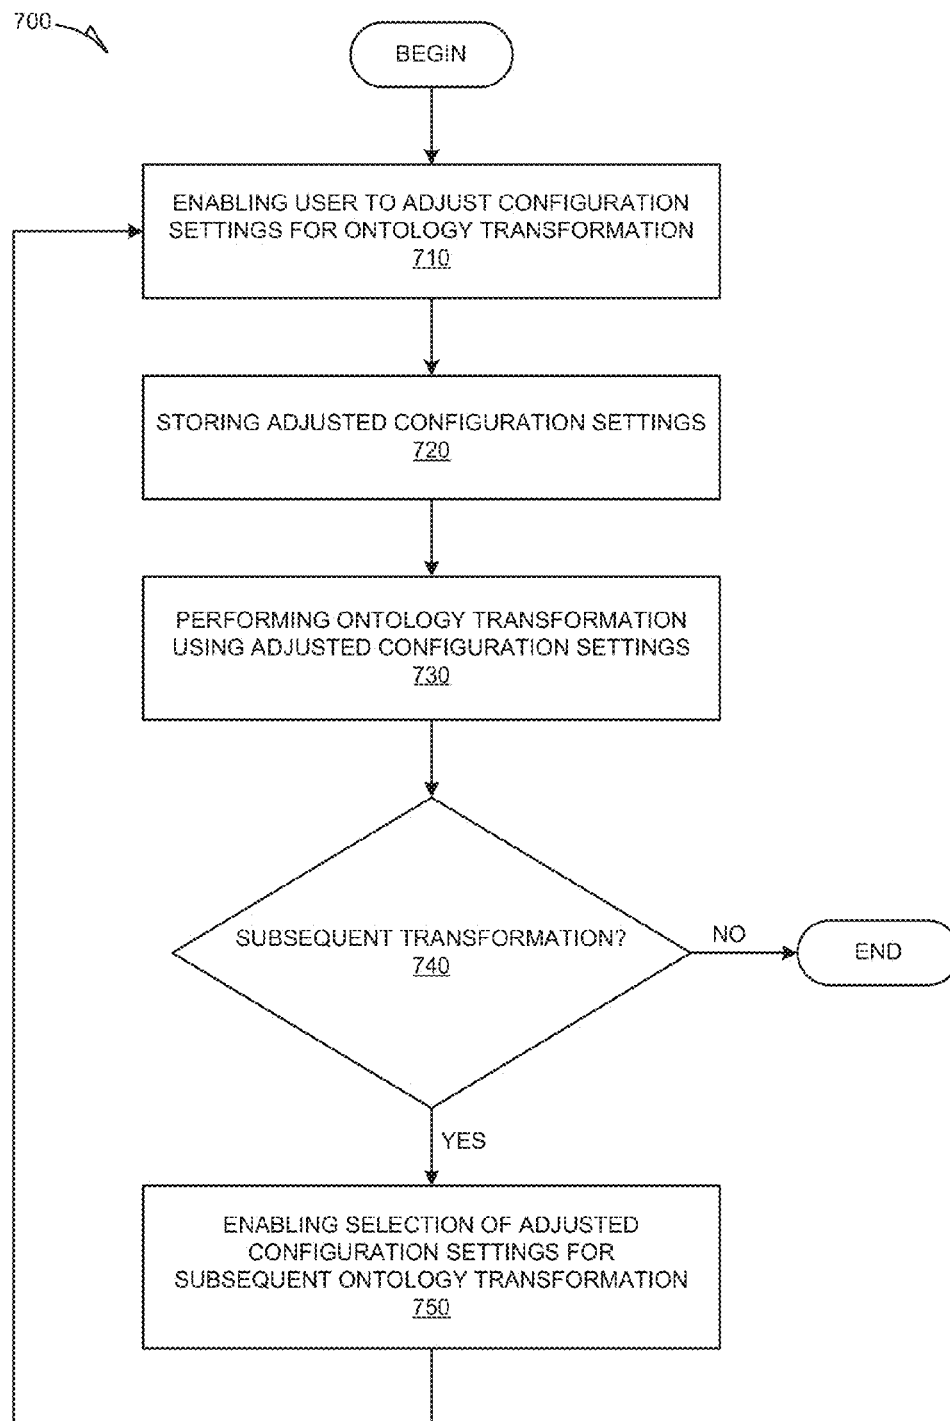 700
BEGIN
ENABLING USER TO ADJUST CONFIGURATION
SETTINGS FOR ONTOLOGY TRANSFORMATION
710
STORING ADJUSTED CONFIGURATION SETTINGS
720
PERFORMING ONTOLOGY TRANSFORMATION
USING ADJUSTED CONFIGURATION SETTINGS
730
SUBSEQUENT TRANSFORMATION?
740
NO
END
YES
ENABLING SELECTION OF ADJUSTED
CONFIGURATION SETTINGS FOR
SUBSEQUENT ONTOLOGY TRANSFORMATION
750